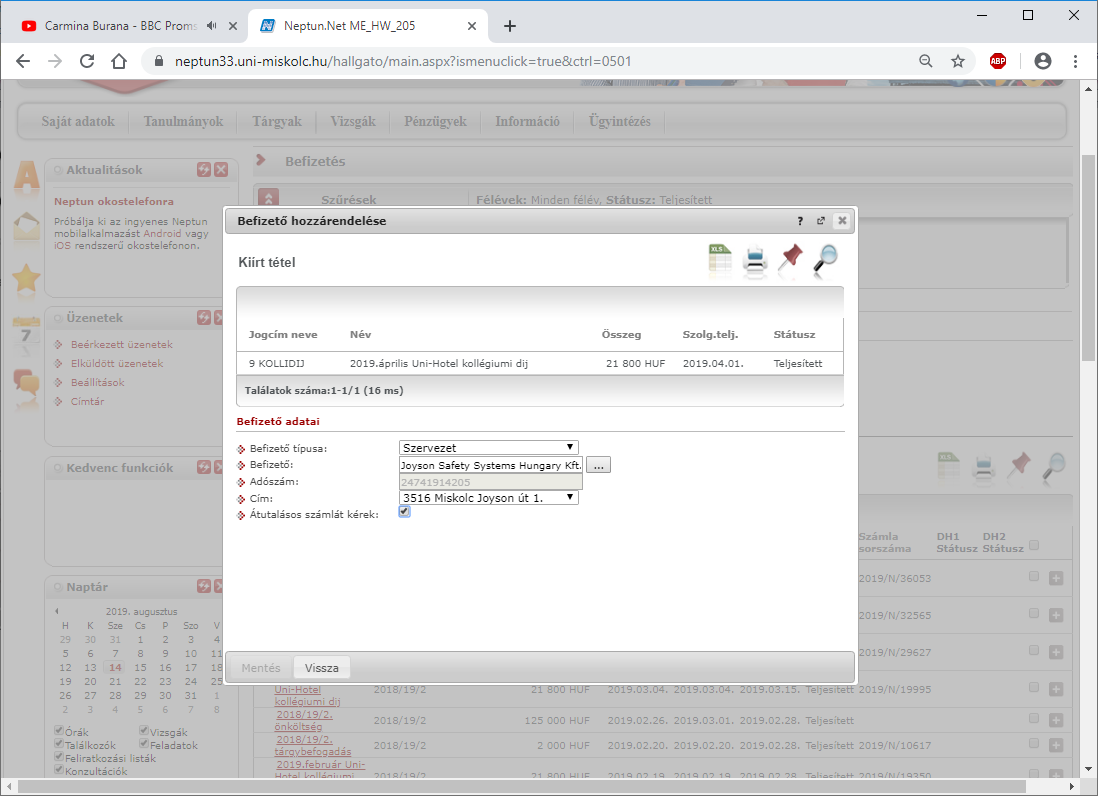 Carmina Burana - BBC Proms
Neptun.Net ME_HW_205
neptun33.uni-miskolc.hu/hallgato/main.aspx?ismenuclick=true&ctrl=0501
ABP
Saját adatok
Tanulmányok
Tárgyak
Vizsgák
Pénzügyek
Információ
Ügyintézés
Aktualitások
Neptun okostelefonra
Próbálja ki az ingyenes Neptun
mobilalkalmazást Android vagy
iOS rendszerű okostelefonon.
Üzenetek
Beérkezett üzenetek
Elküldött üzenetek
Beállítások
Címtár
Kedvenc funkciók
Naptár
2019. augusztus
H K Sze Cs P Szo V
29 30 31 1 2 3 4
5 6 7 8 9 10 11
12 13 14 15 16 17 18
19 20 21 22 23 24 25
26 27 28 29 30 31 1
2 3 4 5 6 7 8
Órák Vizsgák
Találkozók Feladatok
Feliratkozási listák
Konzultációk
Befizetés
Szűrések
Félévek: Minden félév, Státusz: Teljesített
Befizető hozzárendelése
?
Kiírt tétel
XLS
Jogcím neve Név Összeg Szolg.telj. Státusz
9 KOLLIDIJ 2019.április Uni-Hotel kollégiumi dij 21 800 HUF 2019.04.01. Teljesített
Találatok száma:1-1/1 (16 ms)
Befizető adatai
Befizető típusa: Szervezet
Befizető: Joyson Safety Systems Hungary Kft. ...
Adószám: 24741914205
Cím: 3516 Miskolc Joyson út 1.
Átutalásos számlát kérek:
Mentés Vissza
XLS
Számla
sorszáma
DH1
Státusz
DH2
Státusz
2019/N/36053
2019/N/32565
2019/N/29627
Uni-Hotel
kollégiumi dij
2018/19/2 21 800 HUF 2019.03.04. 2019.03.04. 2019.03.15. Teljesített 2019/N/19995
2018/19/2.
önköltség
2018/19/2 125 000 HUF 2019.02.26. 2019.03.01. 2019.02.28. Teljesített
2018/19/2.
tárgybefogadás
2018/19/2 2 000 HUF 2019.02.20. 2019.02.20. 2019.02.28. Teljesített 2019/N/10617
2019.február Uni-
Hotel kollégiumi
2018/19/2 21 800 HUF 2019.02.19. 2019.02.19. 2019.02.28. Teljesített 2019/N/19350